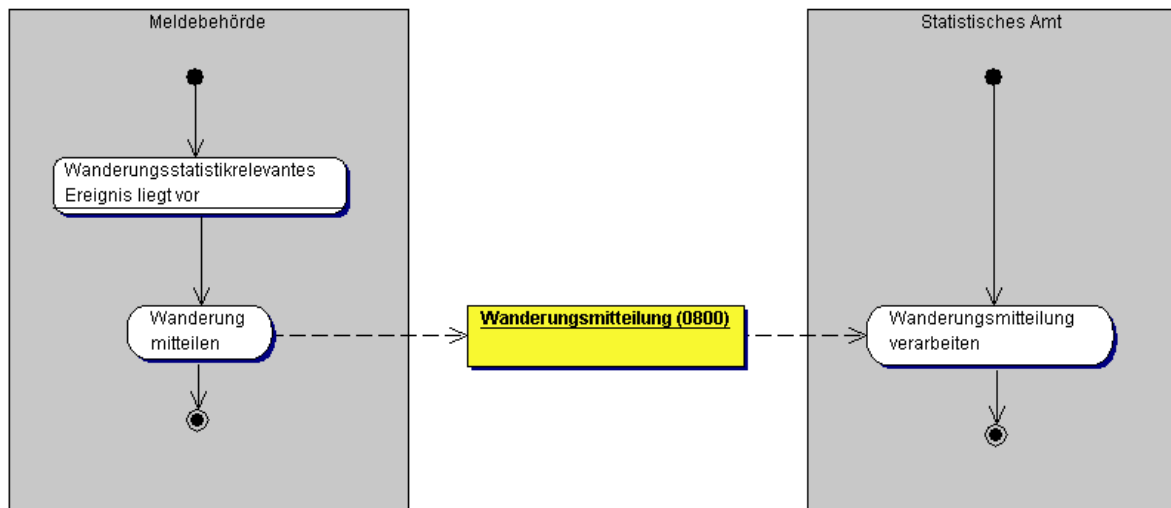 Meldebehörde
Statistisches Amt
Wanderungsstatistikrelevantes
Ereignis liegt vor
Wanderung
mitteilen
Wanderungsmitteilung (0800)
Wanderungsmitteilung
verarbeiten